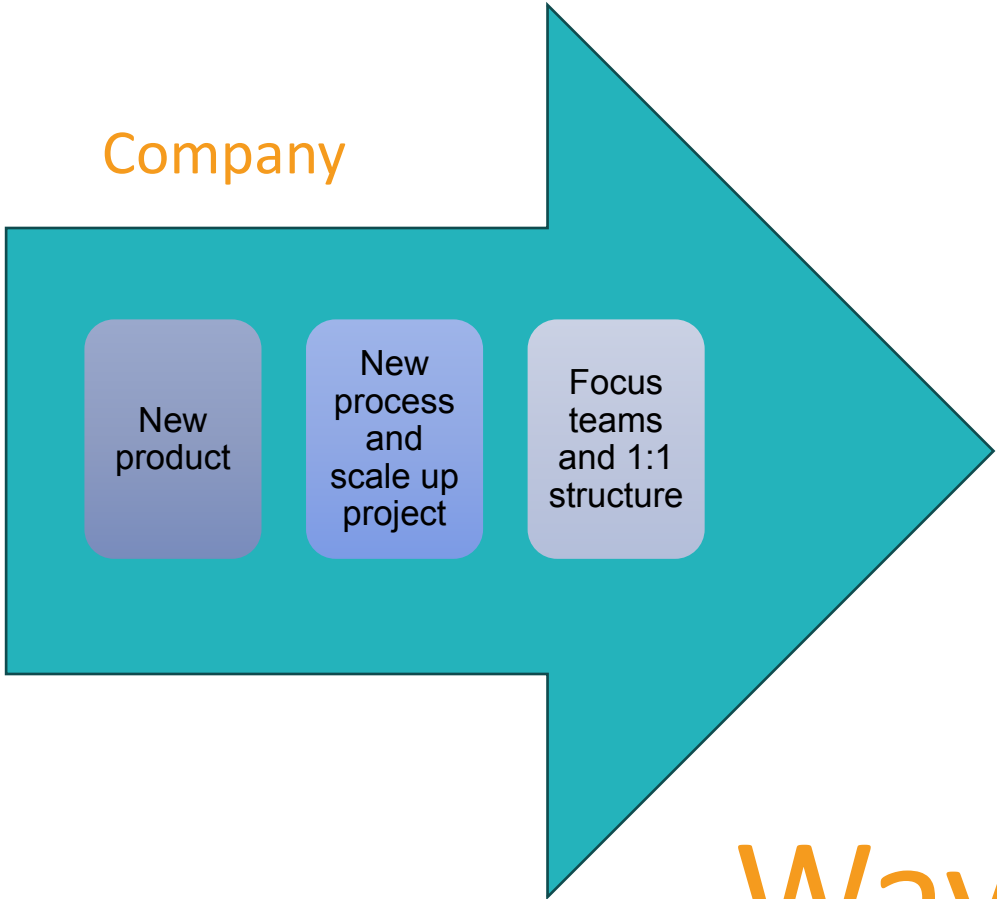 Company
New
product
New
process
and
scale up
project
Focus
teams
and 1:1
structure